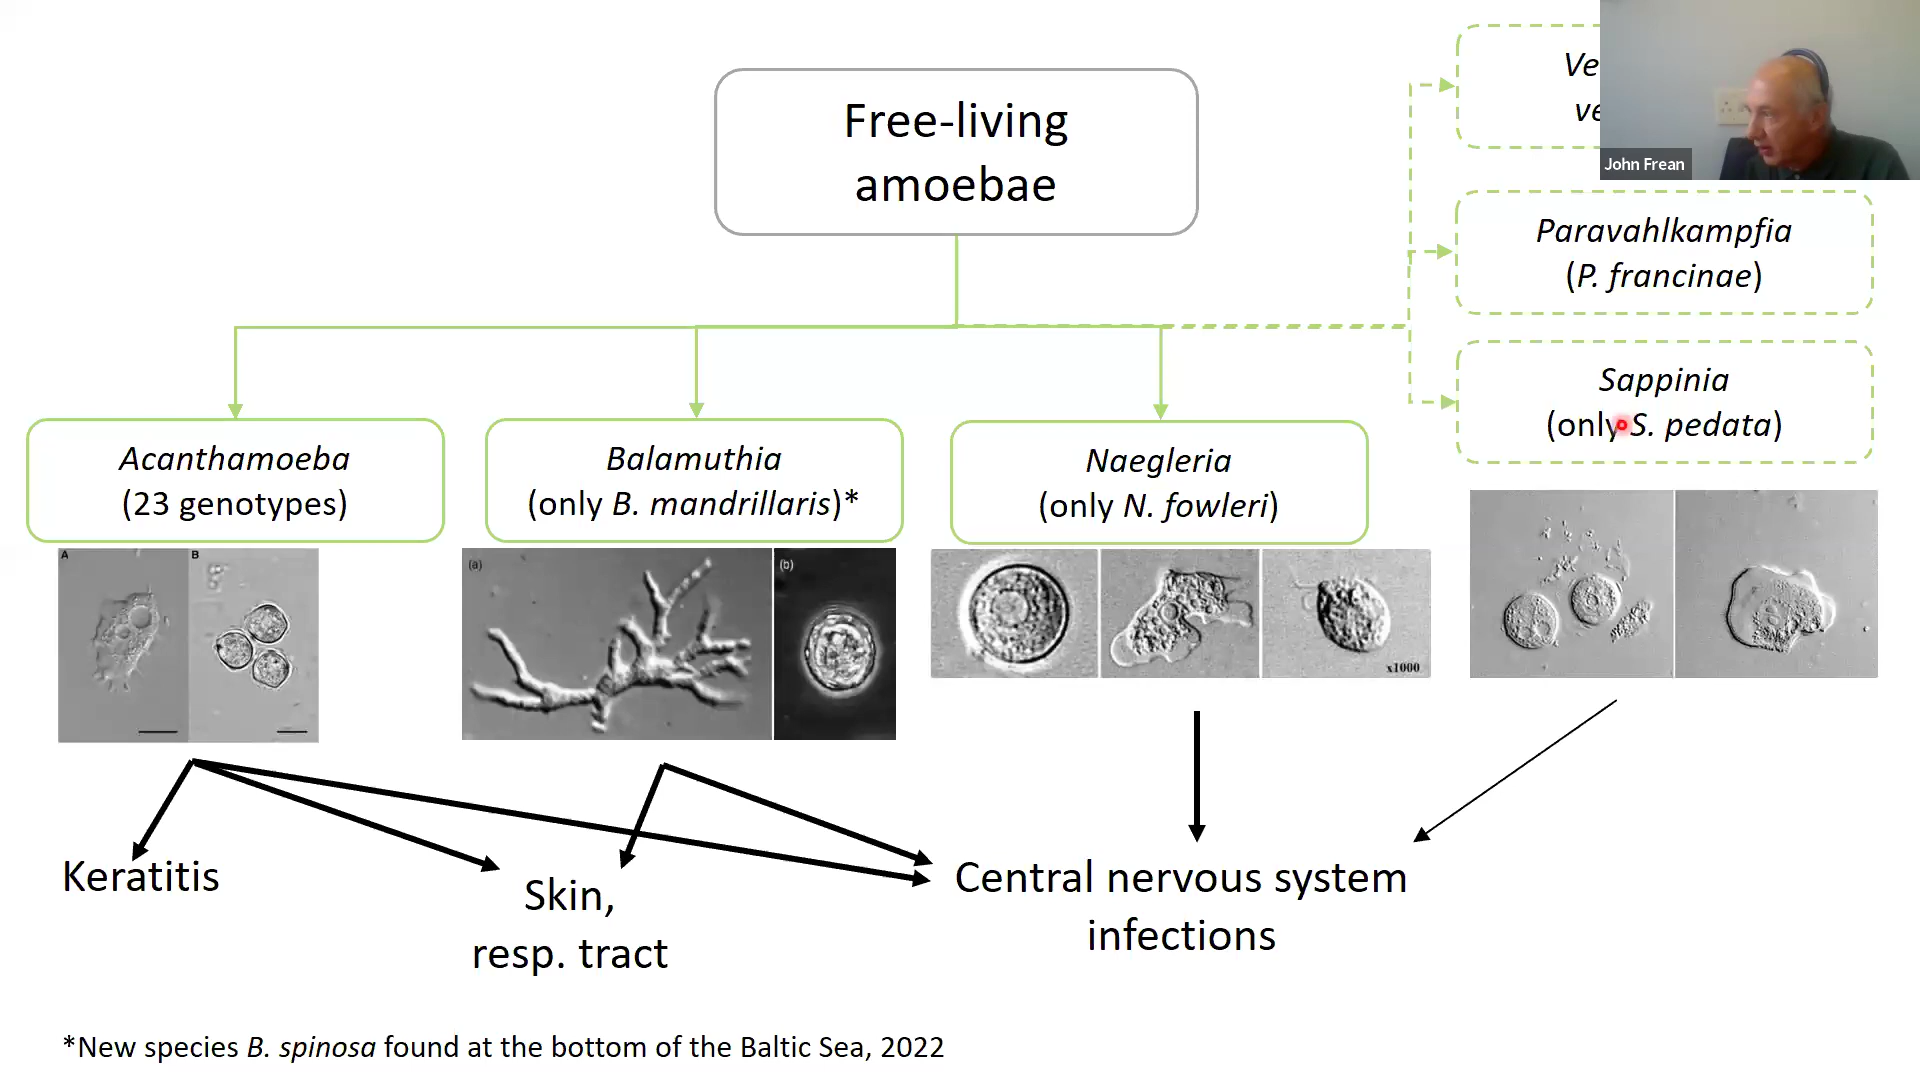 Free-living
amoebae
John Frean
Paravahlkampfia
(P. francinae)
Sappinia
(only S. pedata)
Acanthamoeba
(23 genotypes)
Balamuthia
(only B. mandrillaris)*
Naegleria
(only N. fowleri)
A
B
(a)
(b)
x1000
Keratitis
Skin,
resp. tract
Central nervous system
infections
*New species B. spinosa found at the bottom of the Baltic Sea, 2022